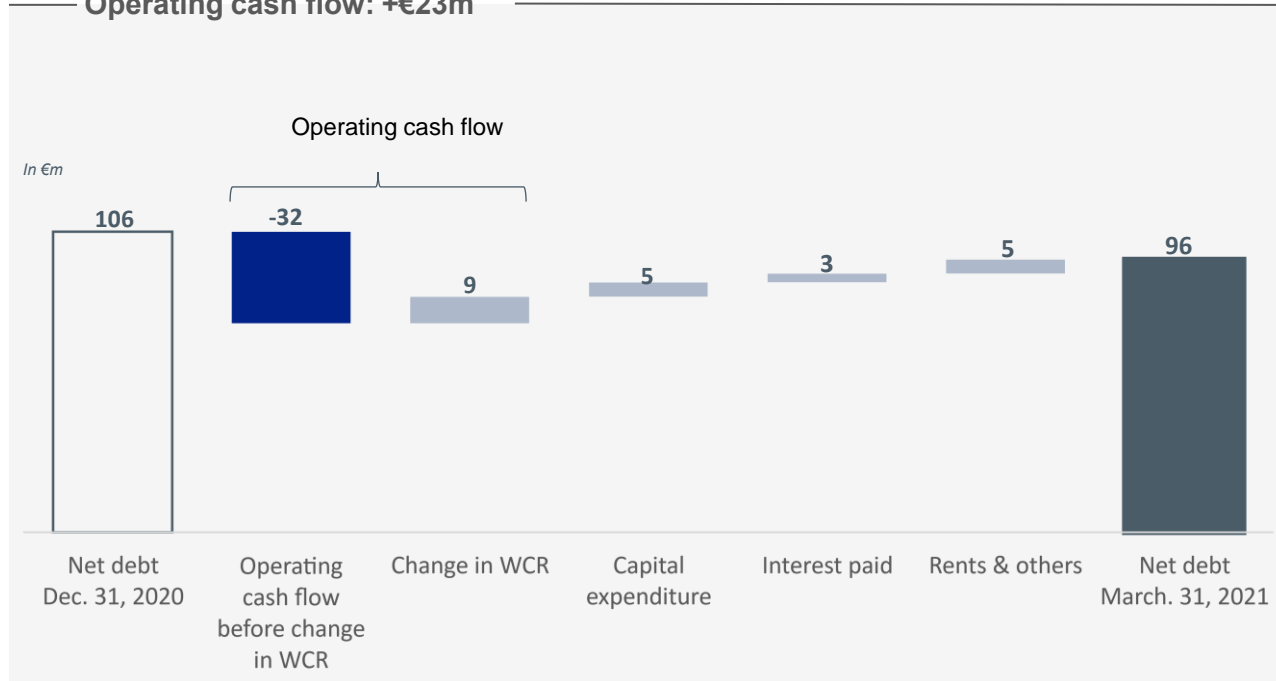 Operating cash flow: +€23m
Operating cash flow
In €m
106
-32
9
5
3
5
96
Net debt
Dec. 31, 2020
Operating
cash flow
before change
in WCR
Change in WCR
Capital
expenditure
Interest paid
Rents & others
Net debt
March. 31, 2021